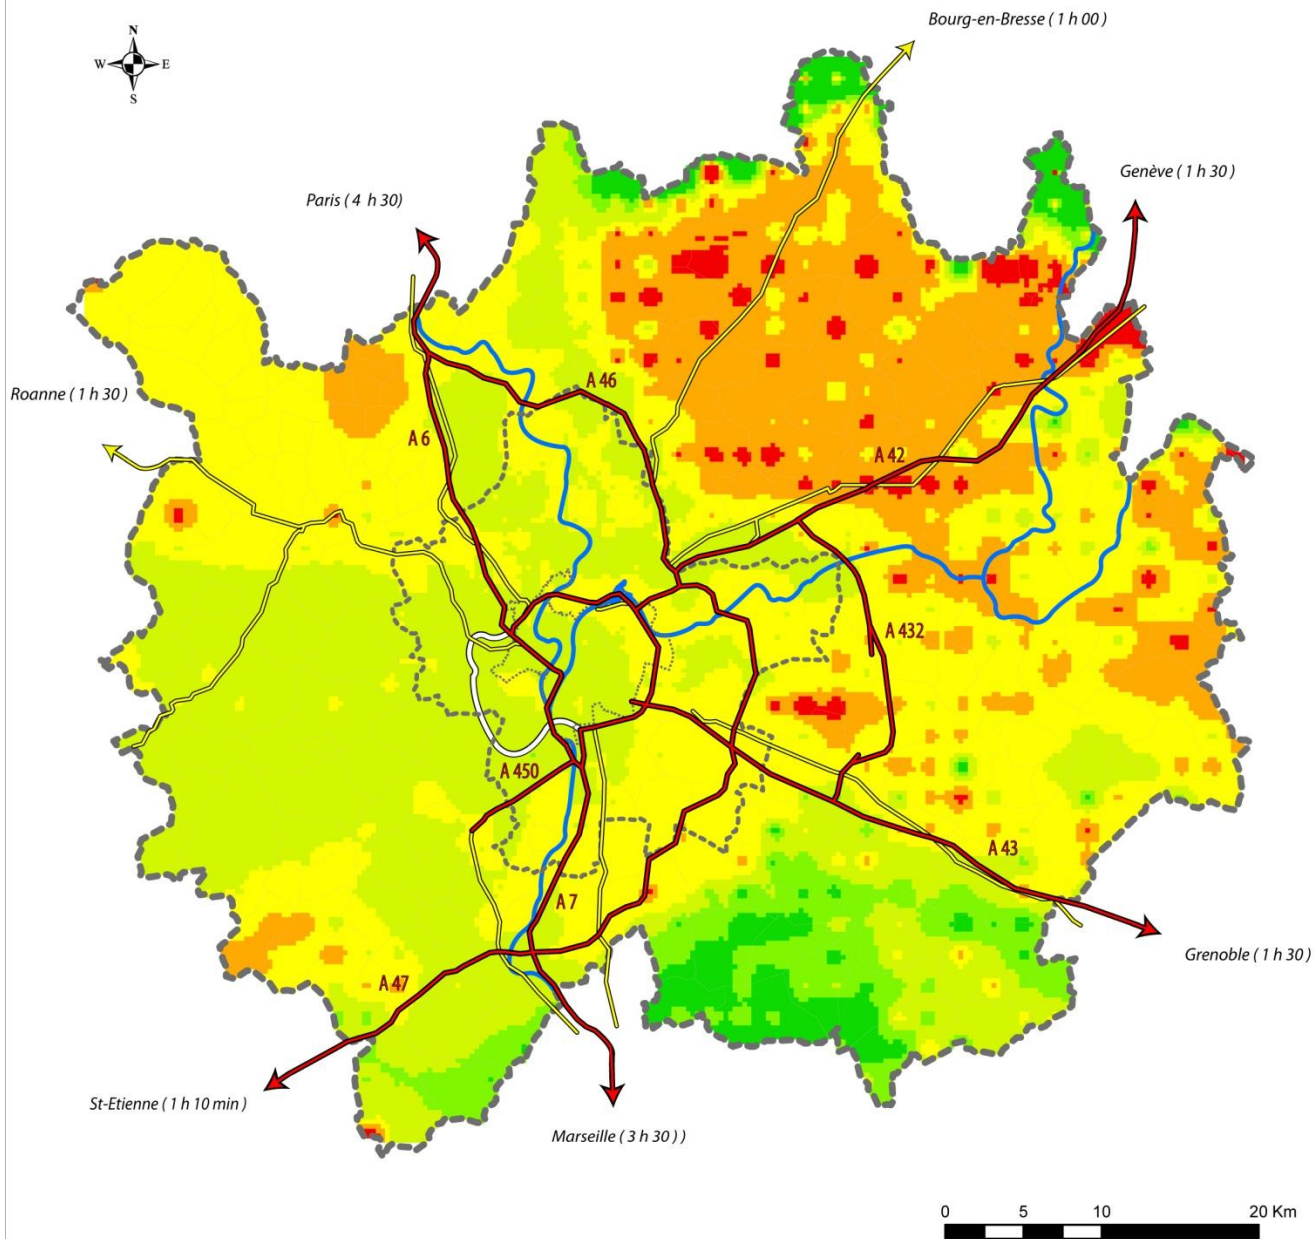 Bourg-en-Bresse ( 1 h 00 )
N
W
E
S
Genève ( 1 h 30 )
Paris ( 4 h 30)
A 46
Roanne ( 1 h 30 )
A 6
A 42
A 432
A 450
A 43
A 7
Grenoble ( 1 h 30 )
A 47
St-Etienne ( 1 h 10 min )
Marseille ( 3 h 30 ) )
0 5 10 20 Km